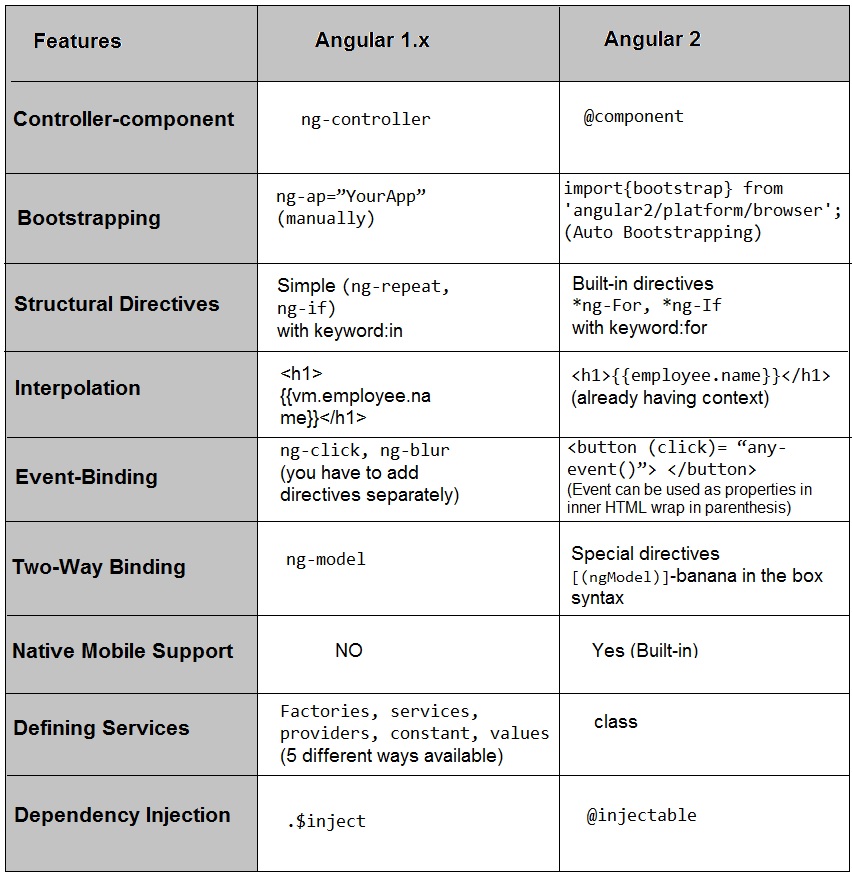 Features
Angular 1.x
Angular 2
Controller-component
ng-controller
@component
Bootstrapping
ng-ap=”YourApp”
(manually)
import{bootstrap} from
'angular2/platform/browser';
(Auto Bootstrapping)
Structural Directives
Simple (ng-repeat,
ng-if)
with keyword:in
Built-in directives
*ng-For, *ng-If
with keyword:for
Interpolation
<h1>
{{vm.employee.na
me}}</h1>
<h1>{{employee.name}}</h1>
(already having context)
Event-Binding
ng-click, ng-blur
(you have to add
directives separately)
<button (click)= “any-
event()”> </button>
(Event can be used as properties in
inner HTML wrap in parenthesis)
Two-Way Binding
ng-model
Special directives
[(ngModel)]-banana in the box
syntax
Native Mobile Support
NO
Yes (Built-in)
Defining Services
Factories, services,
providers, constant, values
(5 different ways available)
class
Dependency Injection
.$inject
@injectable